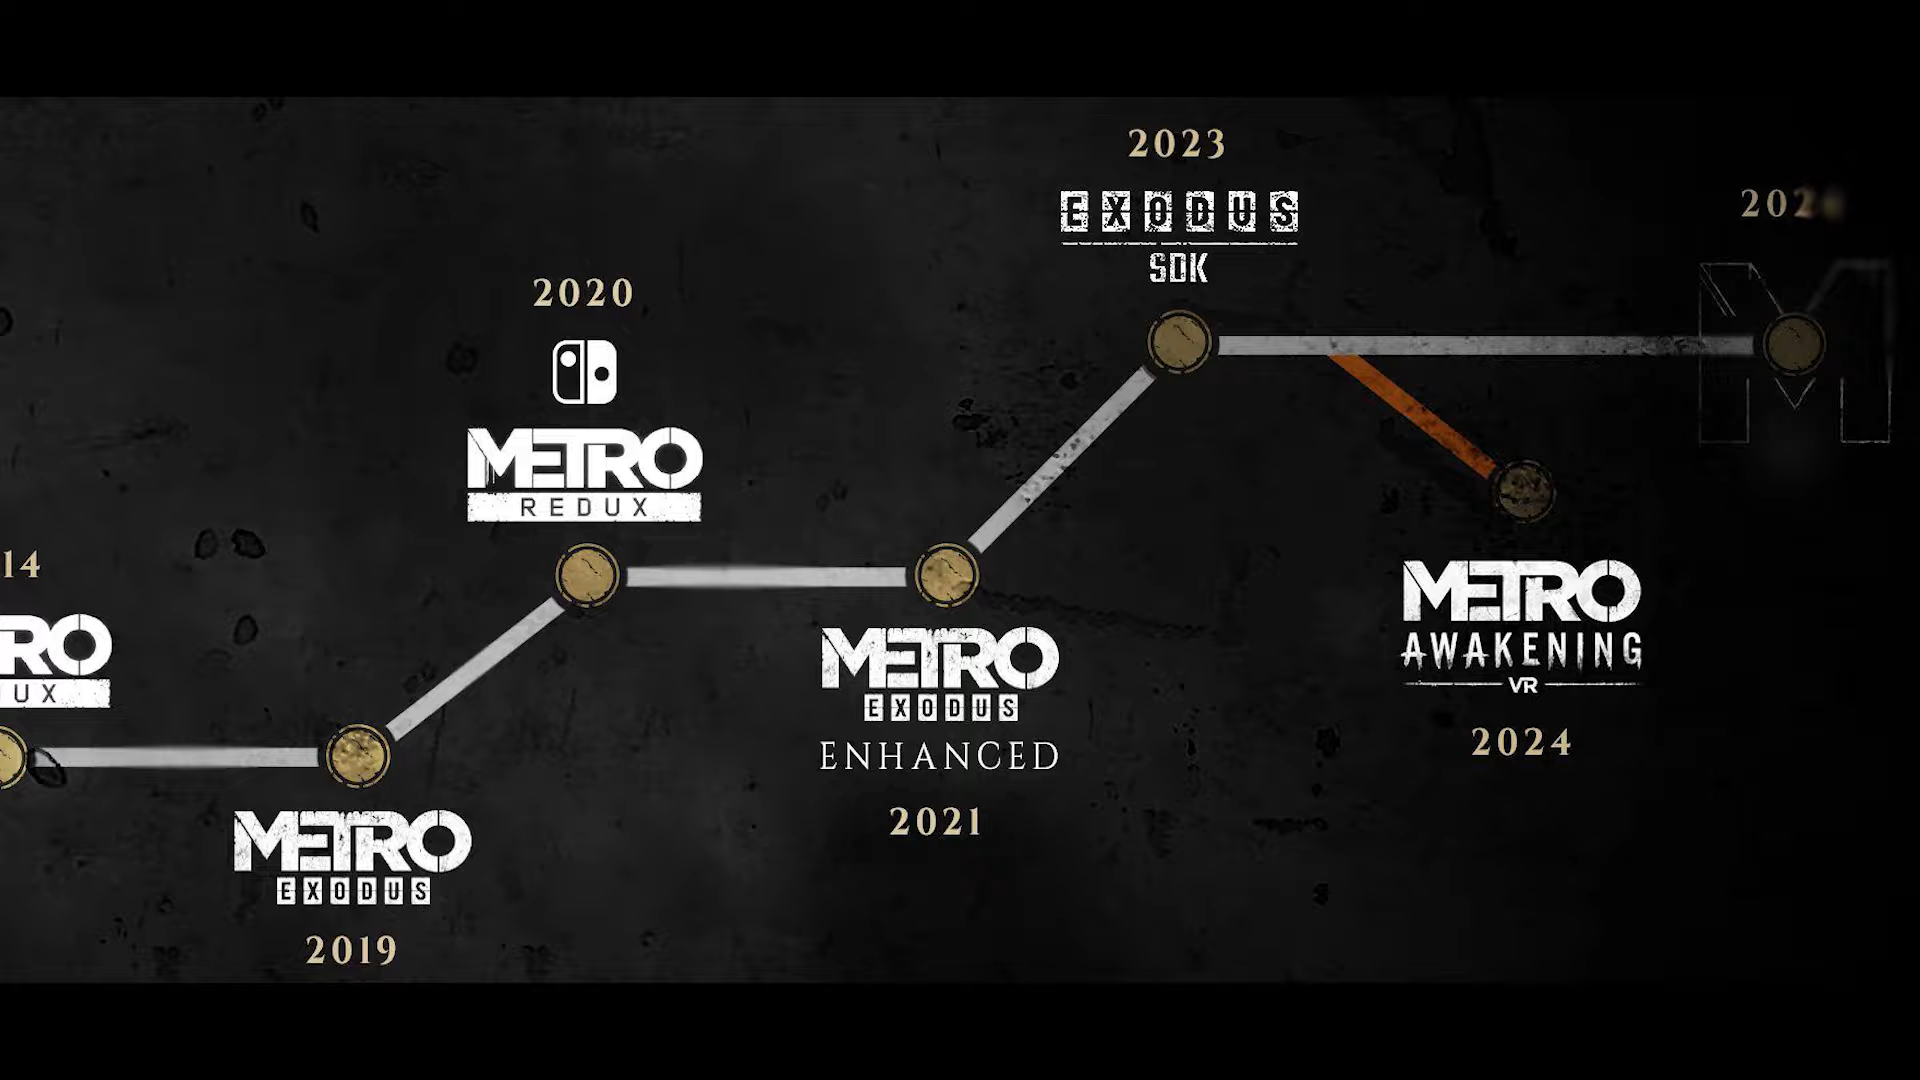 2023
EXODUS
SDK
2020
METRO
REDUX
14
RO
UX
METRO
EXODUS
2019
METRO
EXODUS
ENHANCED
2021
METRO
AWAKENING
VR
2024
M